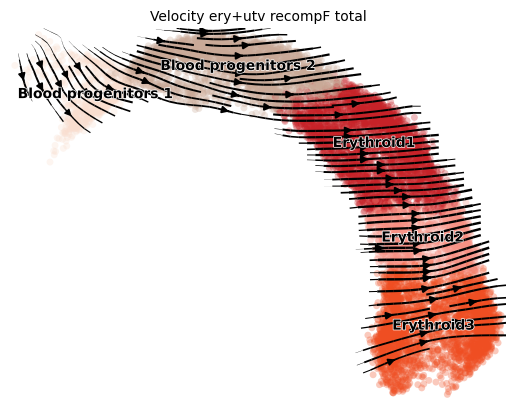 Velocity ery+utv recompF total
Blood progenitors 2
Blood progenitors 1
Erythroid1
Erythroid2
Erythroid3